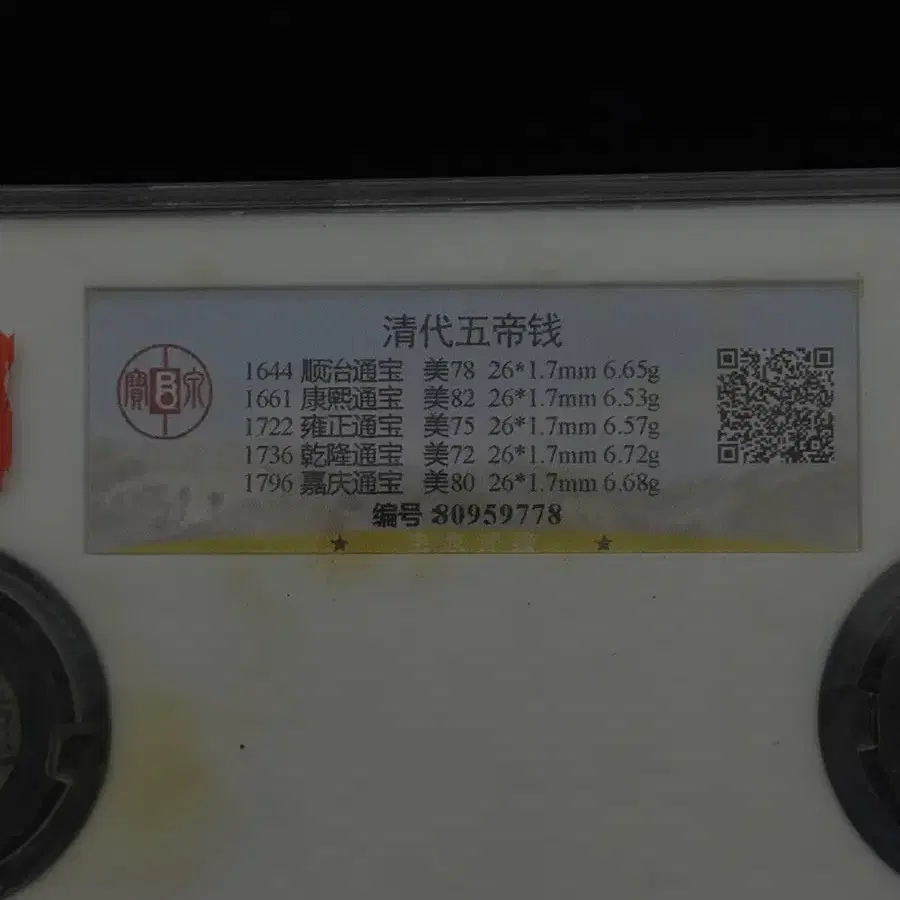 清代五帝钱
寳B泉
1644 顺治通宝 美78 26*1.7mm 6.65g
1661 康熙通宝 美82 26*1.7mm 6.53g
1722 雍正通宝 美75 26*1.7mm 6.57g
1736 乾隆通宝 美72 26*1.7mm 6.72g
1796 嘉庆通宝 美80 26*1.7mm 6.68g
编号 80959778